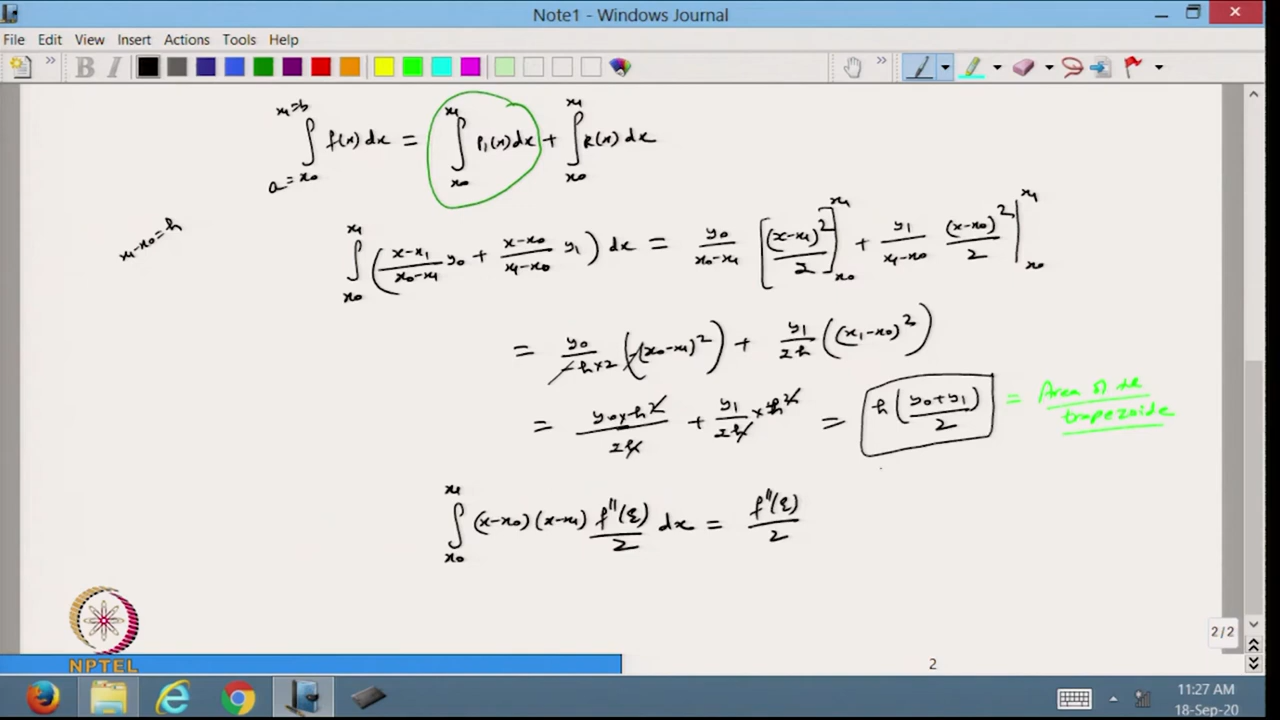 Note1 - Windows Journal
File Edit View Insert Actions Tools Help
∫_{a=x₀}^{x₁=b} f(x) dx = ∫_{x₀}^{x₁} P₁(x) dx + ∫_{x₀}^{x₁} R(x) dx
x₁-x₀=h
∫_{x₀}^{x₁} ( (x-x₁)/(x₀-x₁) y₀ + (x-x₀)/(x₁-x₀) y₁ ) dx = y₀/(x₀-x₁) [ (x-x₁)²/2 ]_{x₀}^{x₁} + y₁/(x₁-x₀) (x-x₀)²/2 |_{x₀}^{x₁}
= y₀/(-h×2) (-(x₀-x₁)²) + y₁/2h ((x₁-x₀)²)
= y₀×h²/2h + y₁/2h × h² = h ( (y₀+y₁)/2 ) = Area of the
trapezoide
∫_{x₀}^{x₁} (x-x₀)(x-x₁) f''(ξ)/2 dx = f''(ξ)/2
NPTEL
2/2
2
11:27 AM
18-Sep-20